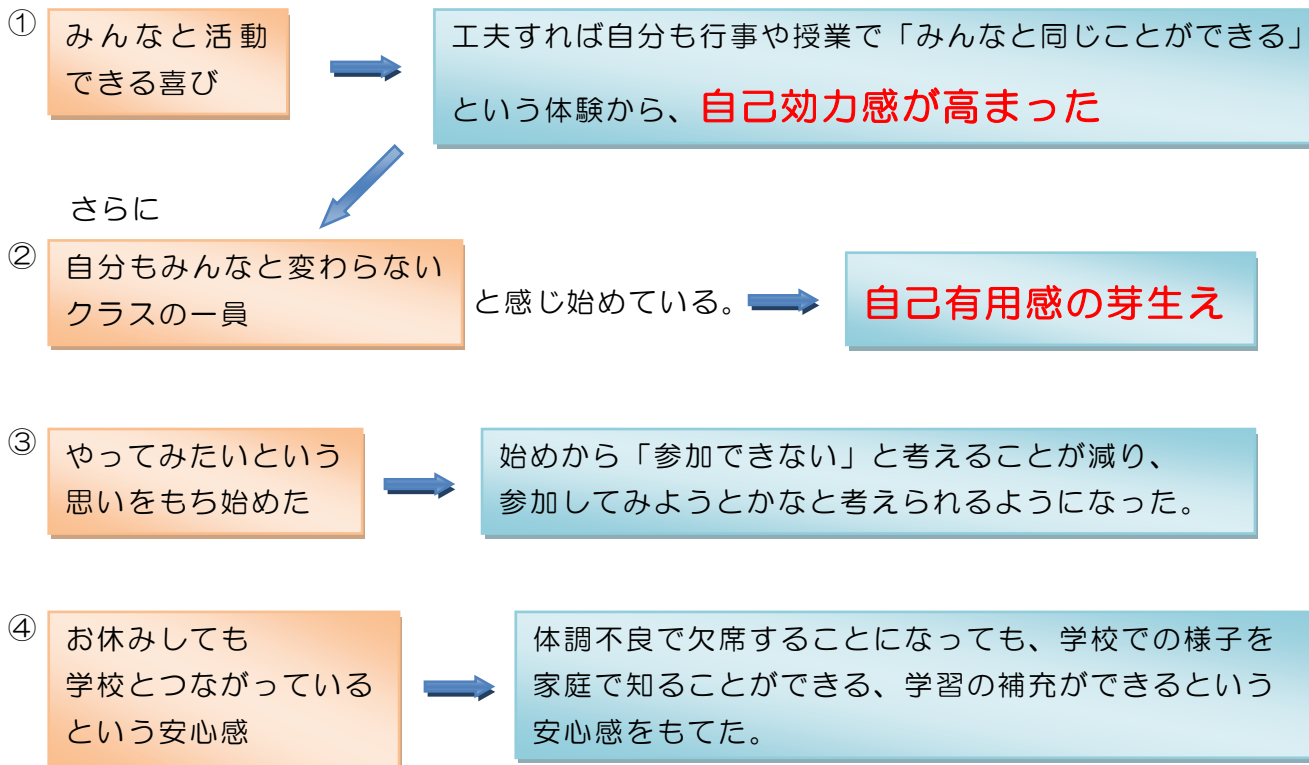 ①
みんなと活動
できる喜び
工夫すれば自分も行事や授業で「みんなと同じことができる」
という体験から、自己効力感が高まった
さらに
②
自分もみんなと変わらない
クラスの一員
と感じ始めている。
自己有用感の芽生え
③
やってみたいという
思いをもち始めた
始めから「参加できない」と考えることが減り、
参加してみようとかなと考えられるようになった。
④
お休みしても
学校とつながっている
という安心感
体調不良で欠席することになっても、学校での様子を
家庭で知ることができる、学習の補充ができるという
安心感をもてた。